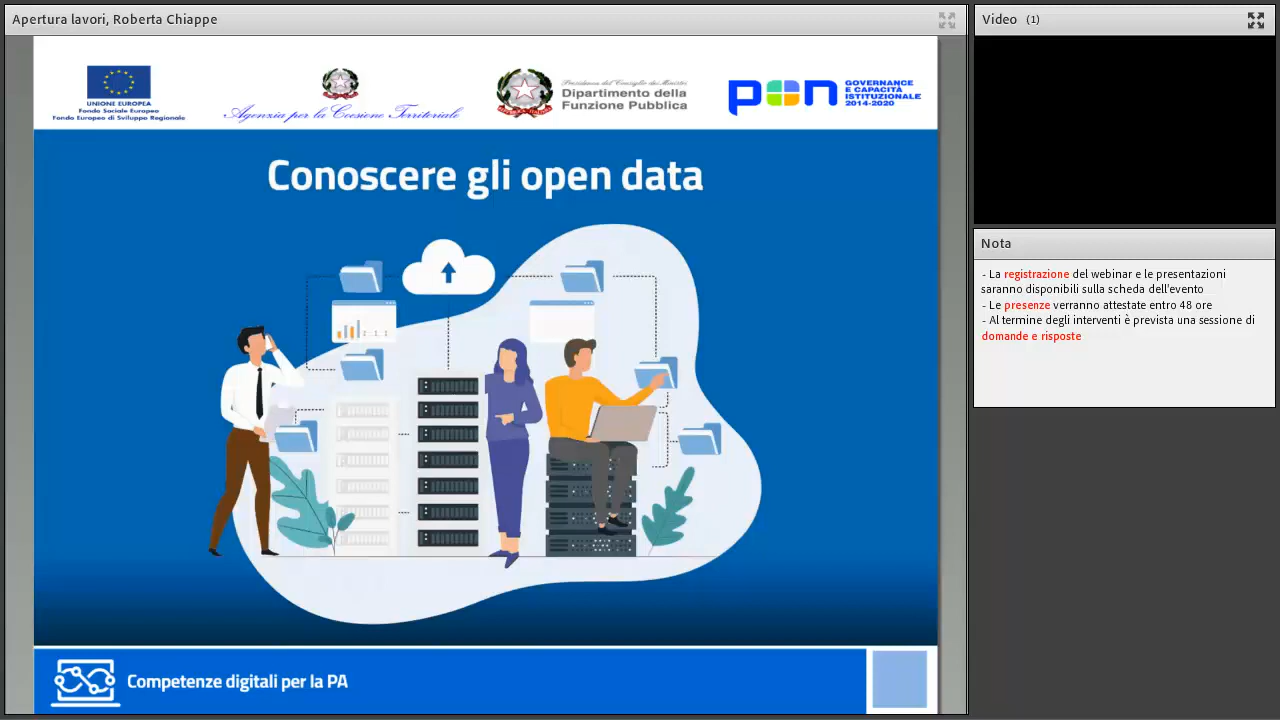 Apertura lavori, Roberta Chiappe
UNIONE EUROPEA
Fondo Sociale Europeo
Fondo Europeo di Sviluppo Regionale
Agenzia per la Coesione Territoriale
Presidenza del Consiglio dei Ministri
Dipartimento della
Funzione Pubblica
pon
GOVERNANCE
E CAPACITÀ
ISTITUZIONALE
2014-2020
Conoscere gli open data
Competenze digitali per la PA
Video (1)
Nota
- La registrazione del webinar e le presentazioni
saranno disponibili sulla scheda dell'evento
- Le presenze verranno attestate entro 48 ore
- Al termine degli interventi è prevista una sessione di
domande e risposte